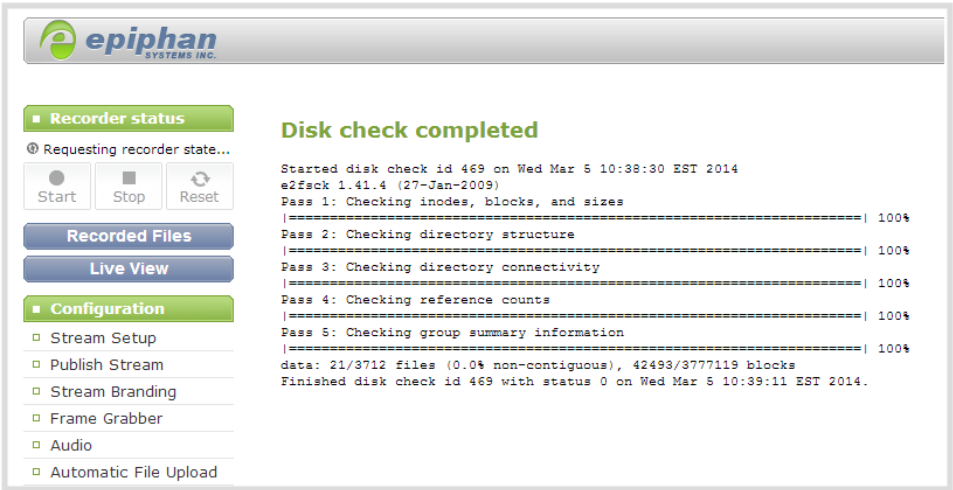 epiphan
SYSTEMS INC.
Recorder status
Requesting recorder state...
Start Stop Reset
Recorded Files
Live View
Configuration
Stream Setup
Publish Stream
Stream Branding
Frame Grabber
Audio
Automatic File Upload
Disk check completed
Started disk check id 469 on Wed Mar 5 10:38:30 EST 2014
e2fsck 1.41.4 (27-Jan-2009)
Pass 1: Checking inodes, blocks, and sizes
|=====================================================================| 100%
Pass 2: Checking directory structure
|=====================================================================| 100%
Pass 3: Checking directory connectivity
|=====================================================================| 100%
Pass 4: Checking reference counts
|=====================================================================| 100%
Pass 5: Checking group summary information
|=====================================================================| 100%
data: 21/3712 files (0.0% non-contiguous), 42493/3777119 blocks
Finished disk check id 469 with status 0 on Wed Mar 5 10:39:11 EST 2014.